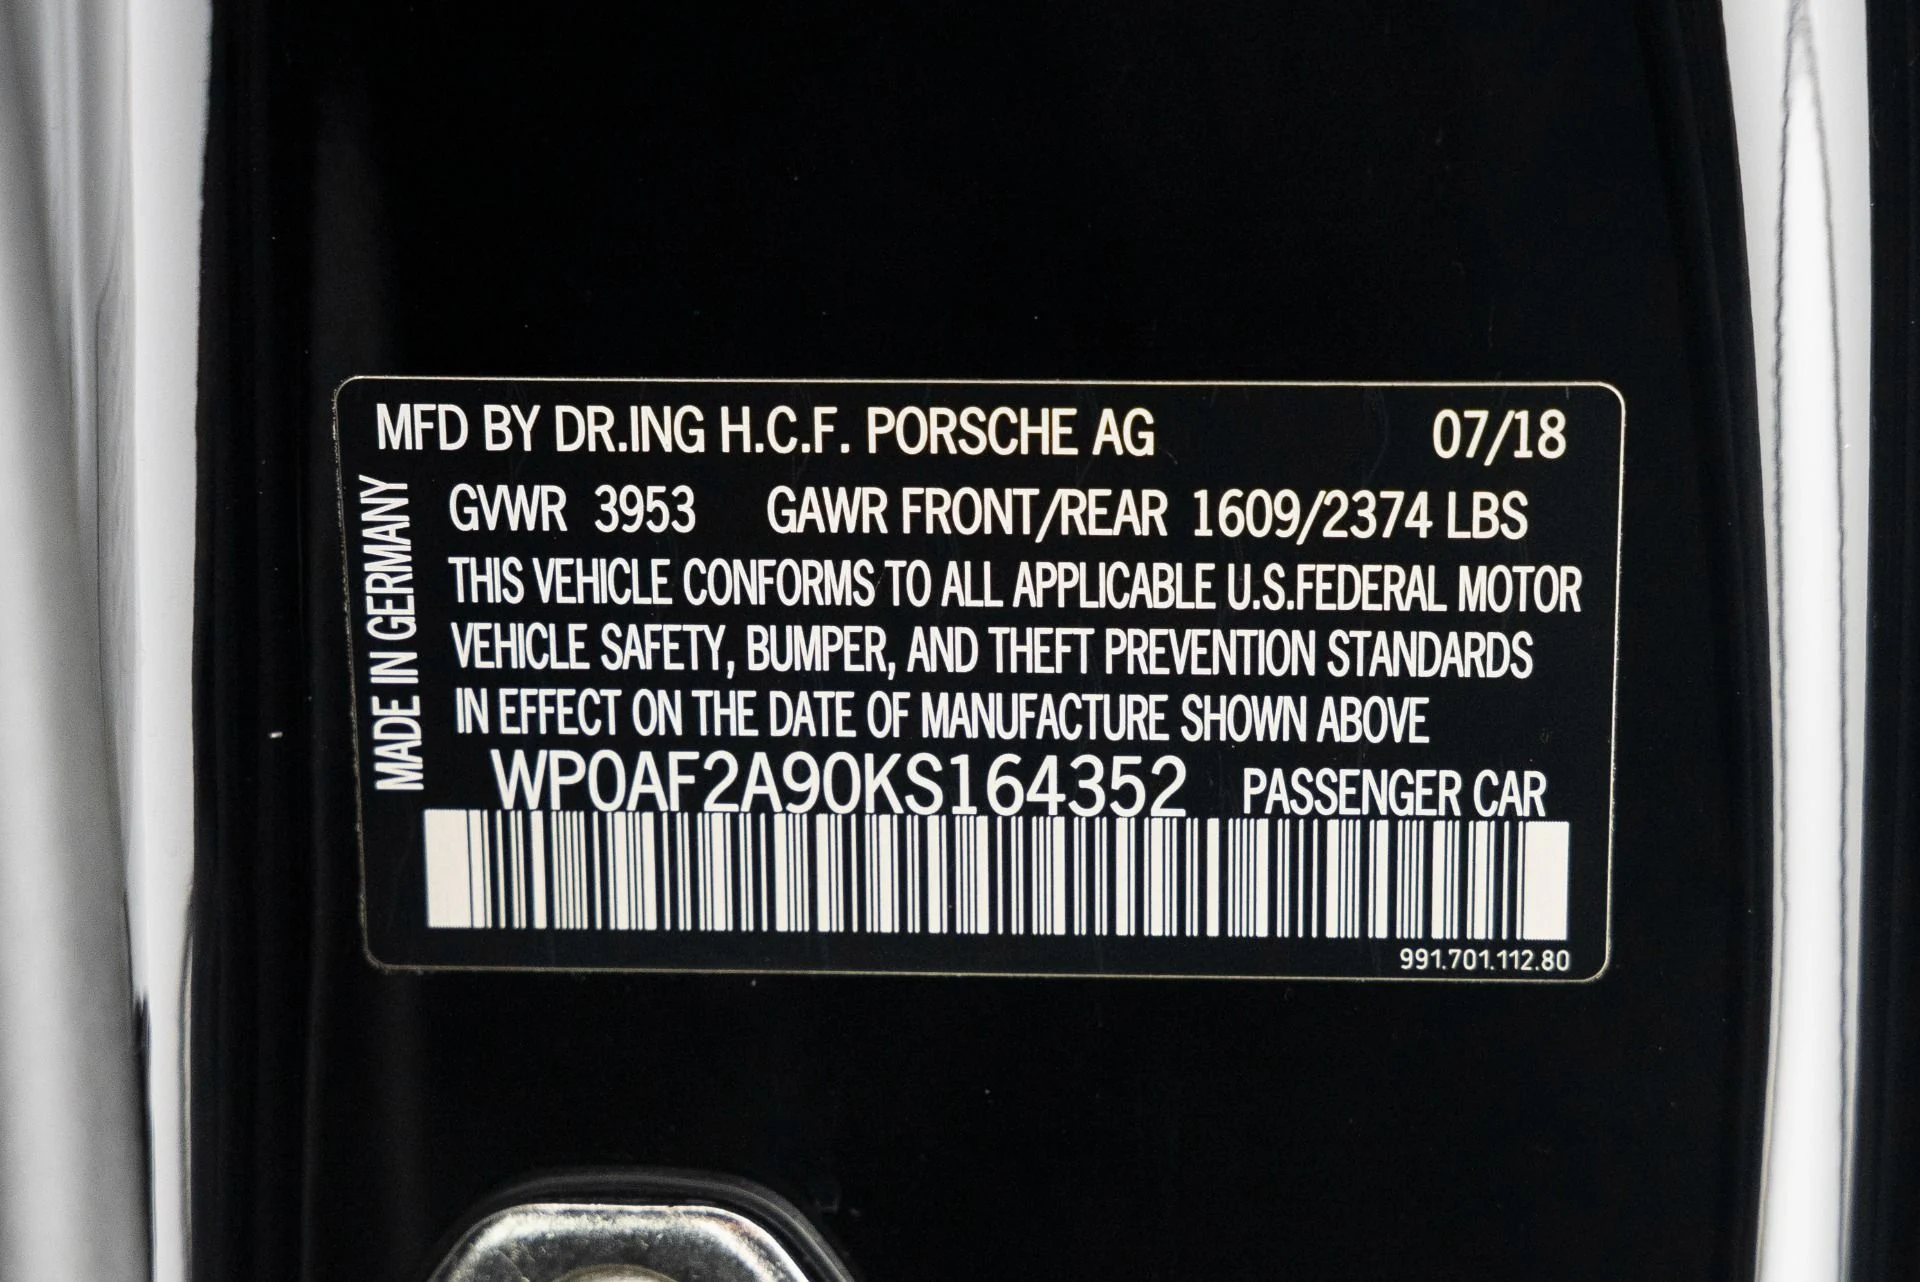 MFD BY DR.ING H.C.F. PORSCHE AG 07/18
MADE IN GERMANY
GVWR 3953 GAWR FRONT/REAR 1609/2374 LBS
THIS VEHICLE CONFORMS TO ALL APPLICABLE U.S.FEDERAL MOTOR
VEHICLE SAFETY, BUMPER, AND THEFT PREVENTION STANDARDS
IN EFFECT ON THE DATE OF MANUFACTURE SHOWN ABOVE
WP0AF2A90KS164352 PASSENGER CAR
991.701.112.80